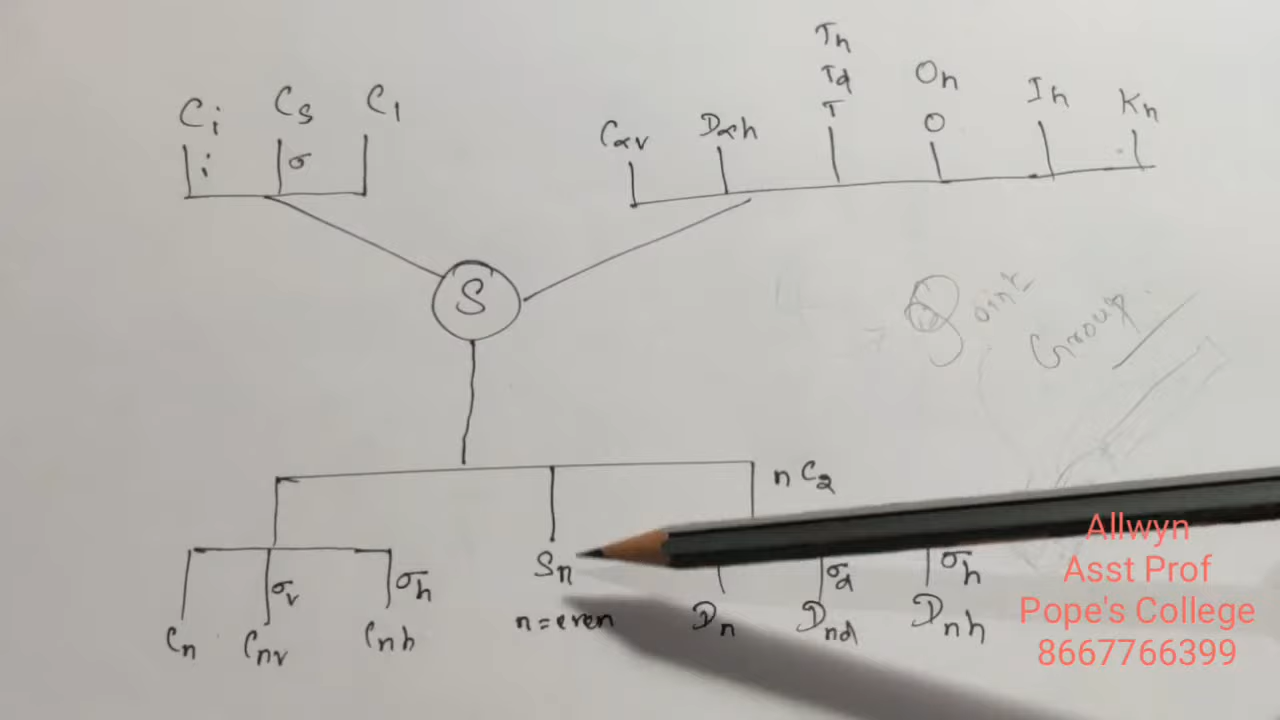 Ci Cs C1
i σ
Th
Td
T
Oh
O
Ih
Kh
C∝v D∝h
S
Point
Group
n C2
Cn
σv
Cnv
σh
Cnh
Sn
n = even
Dn
σd
Dnd
σh
Dnh
Allwyn
Asst Prof
Pope's College
8667766399